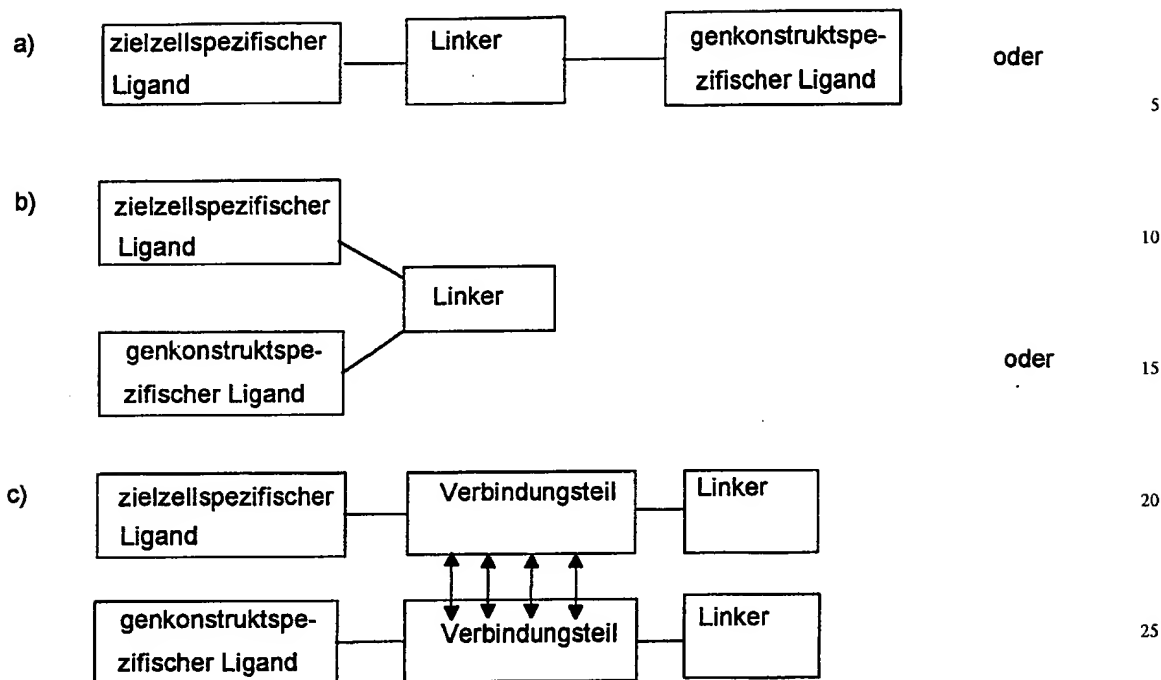 a)
zielzellspezifischer
Ligand
Linker
genkonstruktspe-
zifischer Ligand
oder
5
b)
zielzellspezifischer
Ligand
10
Linker
genkonstruktspe-
zifischer Ligand
oder
15
c)
zielzellspezifischer
Ligand
Verbindungsteil
Linker
20
genkonstruktspe-
zifischer Ligand
Verbindungsteil
Linker
25